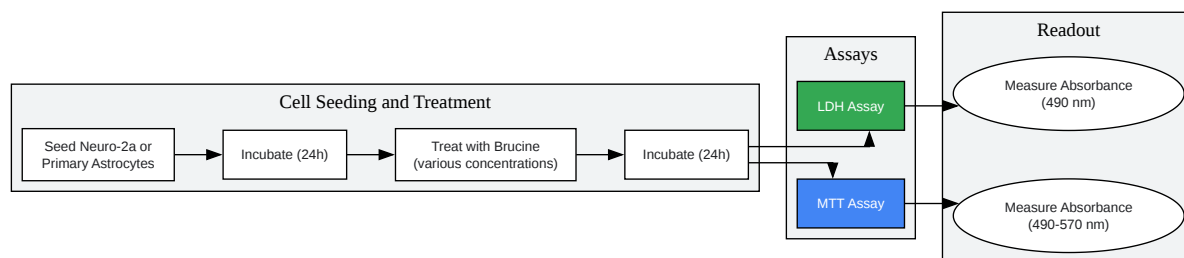 Cell Seeding and Treatment
Seed Neuro-2a or
Primary Astrocytes
Incubate (24h)
Treat with Brucine
(various concentrations)
Incubate (24h)
Assays
LDH Assay
MTT Assay
Readout
Measure Absorbance
(490 nm)
Measure Absorbance
(490-570 nm)